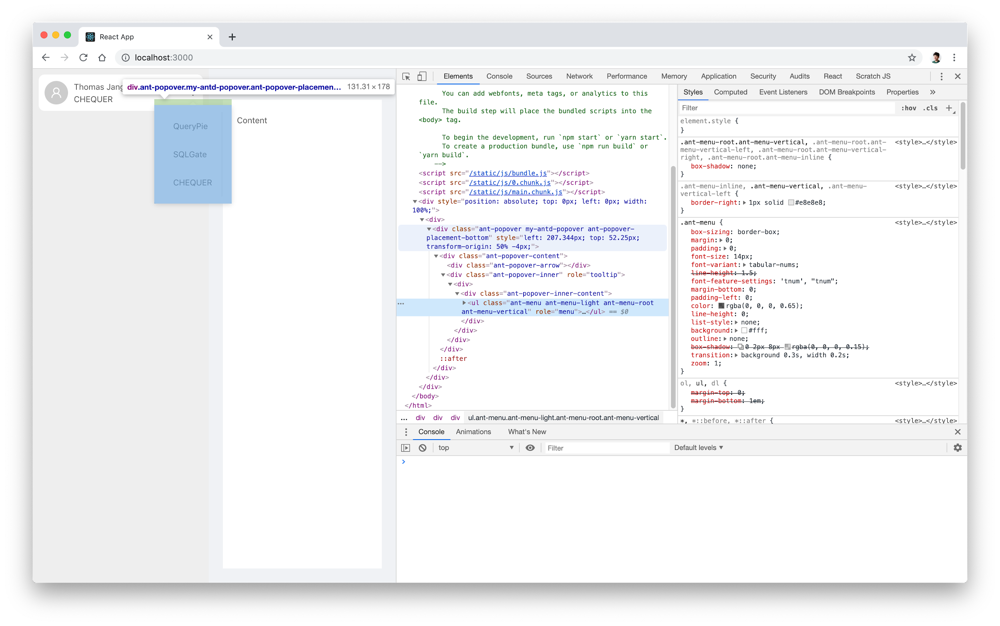 React App
localhost:3000
Thomas Jang
CHEQUER
div.ant-popover.my-antd-popover.ant-popover-placemen… 131.31 × 178
QueryPie
SQLGate
CHEQUER
Content
Elements Console Sources Network Performance Memory Application Security Audits React Scratch JS
You can add webfonts, meta tags, or analytics to this
file.
The build step will place the bundled scripts into the
<body> tag.
To begin the development, run `npm start` or `yarn start`.
To create a production bundle, use `npm run build` or
`yarn build`.
-->
<script src="/static/js/bundle.js"></script>
<script src="/static/js/0.chunk.js"></script>
<script src="/static/js/main.chunk.js"></script>
<div style="position: absolute; top: 0px; left: 0px; width:
100%;">
<div>
<div class="ant-popover my-antd-popover ant-popover-
placement-bottom" style="left: 207.344px; top: 52.25px;
transform-origin: 50% -4px;">
<div class="ant-popover-content">
<div class="ant-popover-arrow"></div>
<div class="ant-popover-inner" role="tooltip">
<div>
<div class="ant-popover-inner-content">
… <ul class="ant-menu ant-menu-light ant-menu-root
ant-menu-vertical" role="menu">…</ul> == $0
</div>
</div>
</div>
</div>
::after
</div>
</div>
</div>
</body>
</html>
… div div div ul.ant-menu.ant-menu-light.ant-menu-root.ant-menu-vertical
Styles Computed Event Listeners DOM Breakpoints Properties »
Filter :hov .cls +
element.style {
}
.ant-menu-root.ant-menu-vertical, .ant-menu-root.ant- <style>…</style>
menu-vertical-left, .ant-menu-root.ant-menu-vertical-
right, .ant-menu-root.ant-menu-inline {
box-shadow: none;
}
.ant-menu-inline, .ant-menu-vertical, .ant-menu- <style>…</style>
vertical-left {
border-right: 1px solid #e8e8e8;
}
.ant-menu { <style>…</style>
box-sizing: border-box;
margin: 0;
padding: 0;
font-size: 14px;
font-variant: tabular-nums;
line-height: 1.5;
font-feature-settings: 'tnum', "tnum";
margin-bottom: 0;
padding-left: 0;
color: rgba(0, 0, 0, 0.65);
line-height: 0;
list-style: none;
background: #fff;
outline: none;
box-shadow: 0 2px 8px rgba(0, 0, 0, 0.15);
transition: background 0.3s, width 0.2s;
zoom: 1;
}
ol, ul, dl { <style>…</style>
margin-top: 0;
margin-bottom: 1em;
}
*, *::before, *::after { <style>…</style>
Console Animations What's New
top Filter Default levels